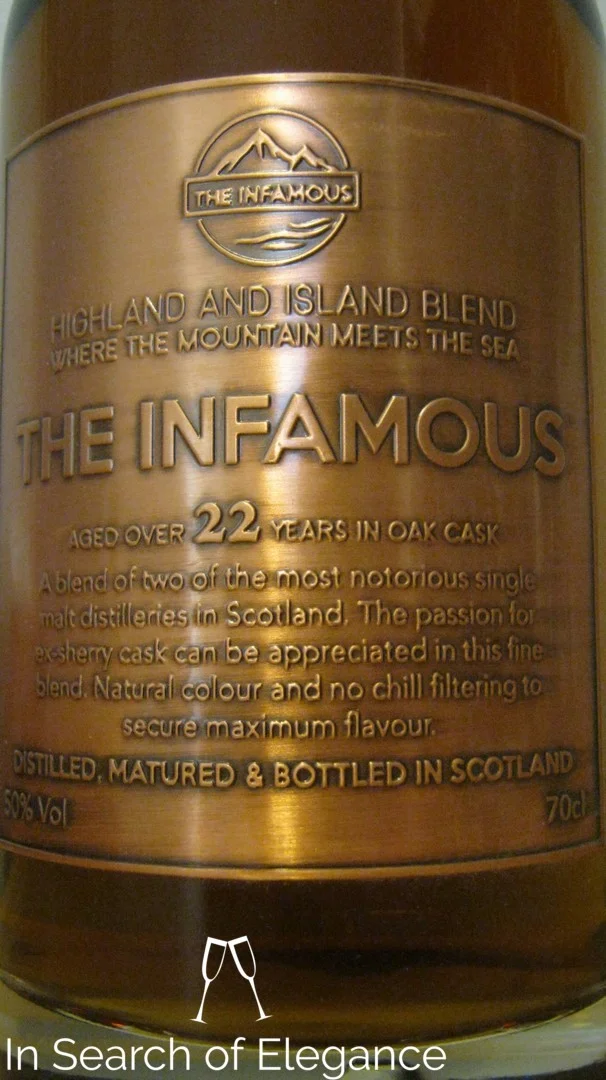 THE INFAMOUS
HIGHLAND AND ISLAND BLEND
WHERE THE MOUNTAIN MEETS THE SEA
THE INFAMOUS
AGED OVER 22 YEARS IN OAK CASK
A blend of two of the most notorious single
malt distilleries in Scotland. The passion for
ex-sherry cask can be appreciated in this fine
blend. Natural colour and no chill filtering to
secure maximum flavour.
DISTILLED, MATURED & BOTTLED IN SCOTLAND
50% Vol 70cl
In Search of Elegance